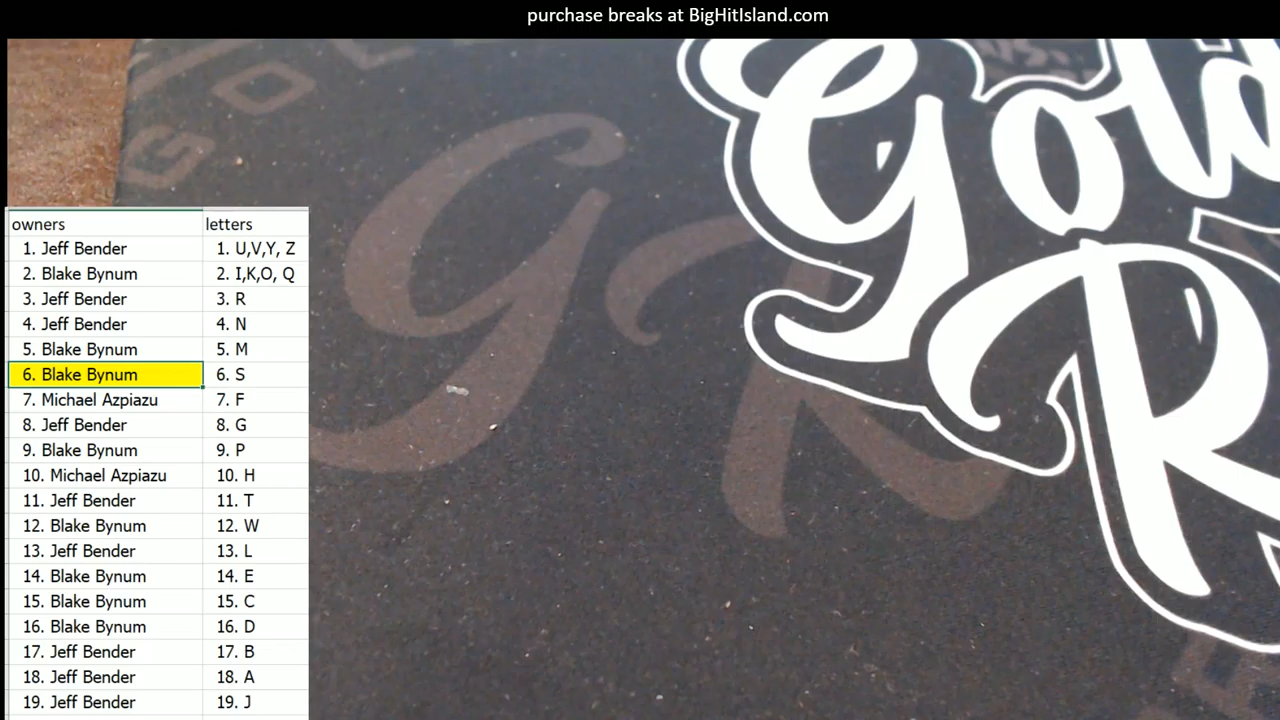 purchase breaks at BigHitIsland.com
owners letters
1. Jeff Bender 1. U,V,Y, Z
2. Blake Bynum 2. I,K,O, Q
3. Jeff Bender 3. R
4. Jeff Bender 4. N
5. Blake Bynum 5. M
6. Blake Bynum 6. S
7. Michael Azpiazu 7. F
8. Jeff Bender 8. G
9. Blake Bynum 9. P
10. Michael Azpiazu 10. H
11. Jeff Bender 11. T
12. Blake Bynum 12. W
13. Jeff Bender 13. L
14. Blake Bynum 14. E
15. Blake Bynum 15. C
16. Blake Bynum 16. D
17. Jeff Bender 17. B
18. Jeff Bender 18. A
19. Jeff Bender 19. J
Gold
R
G R
G O L